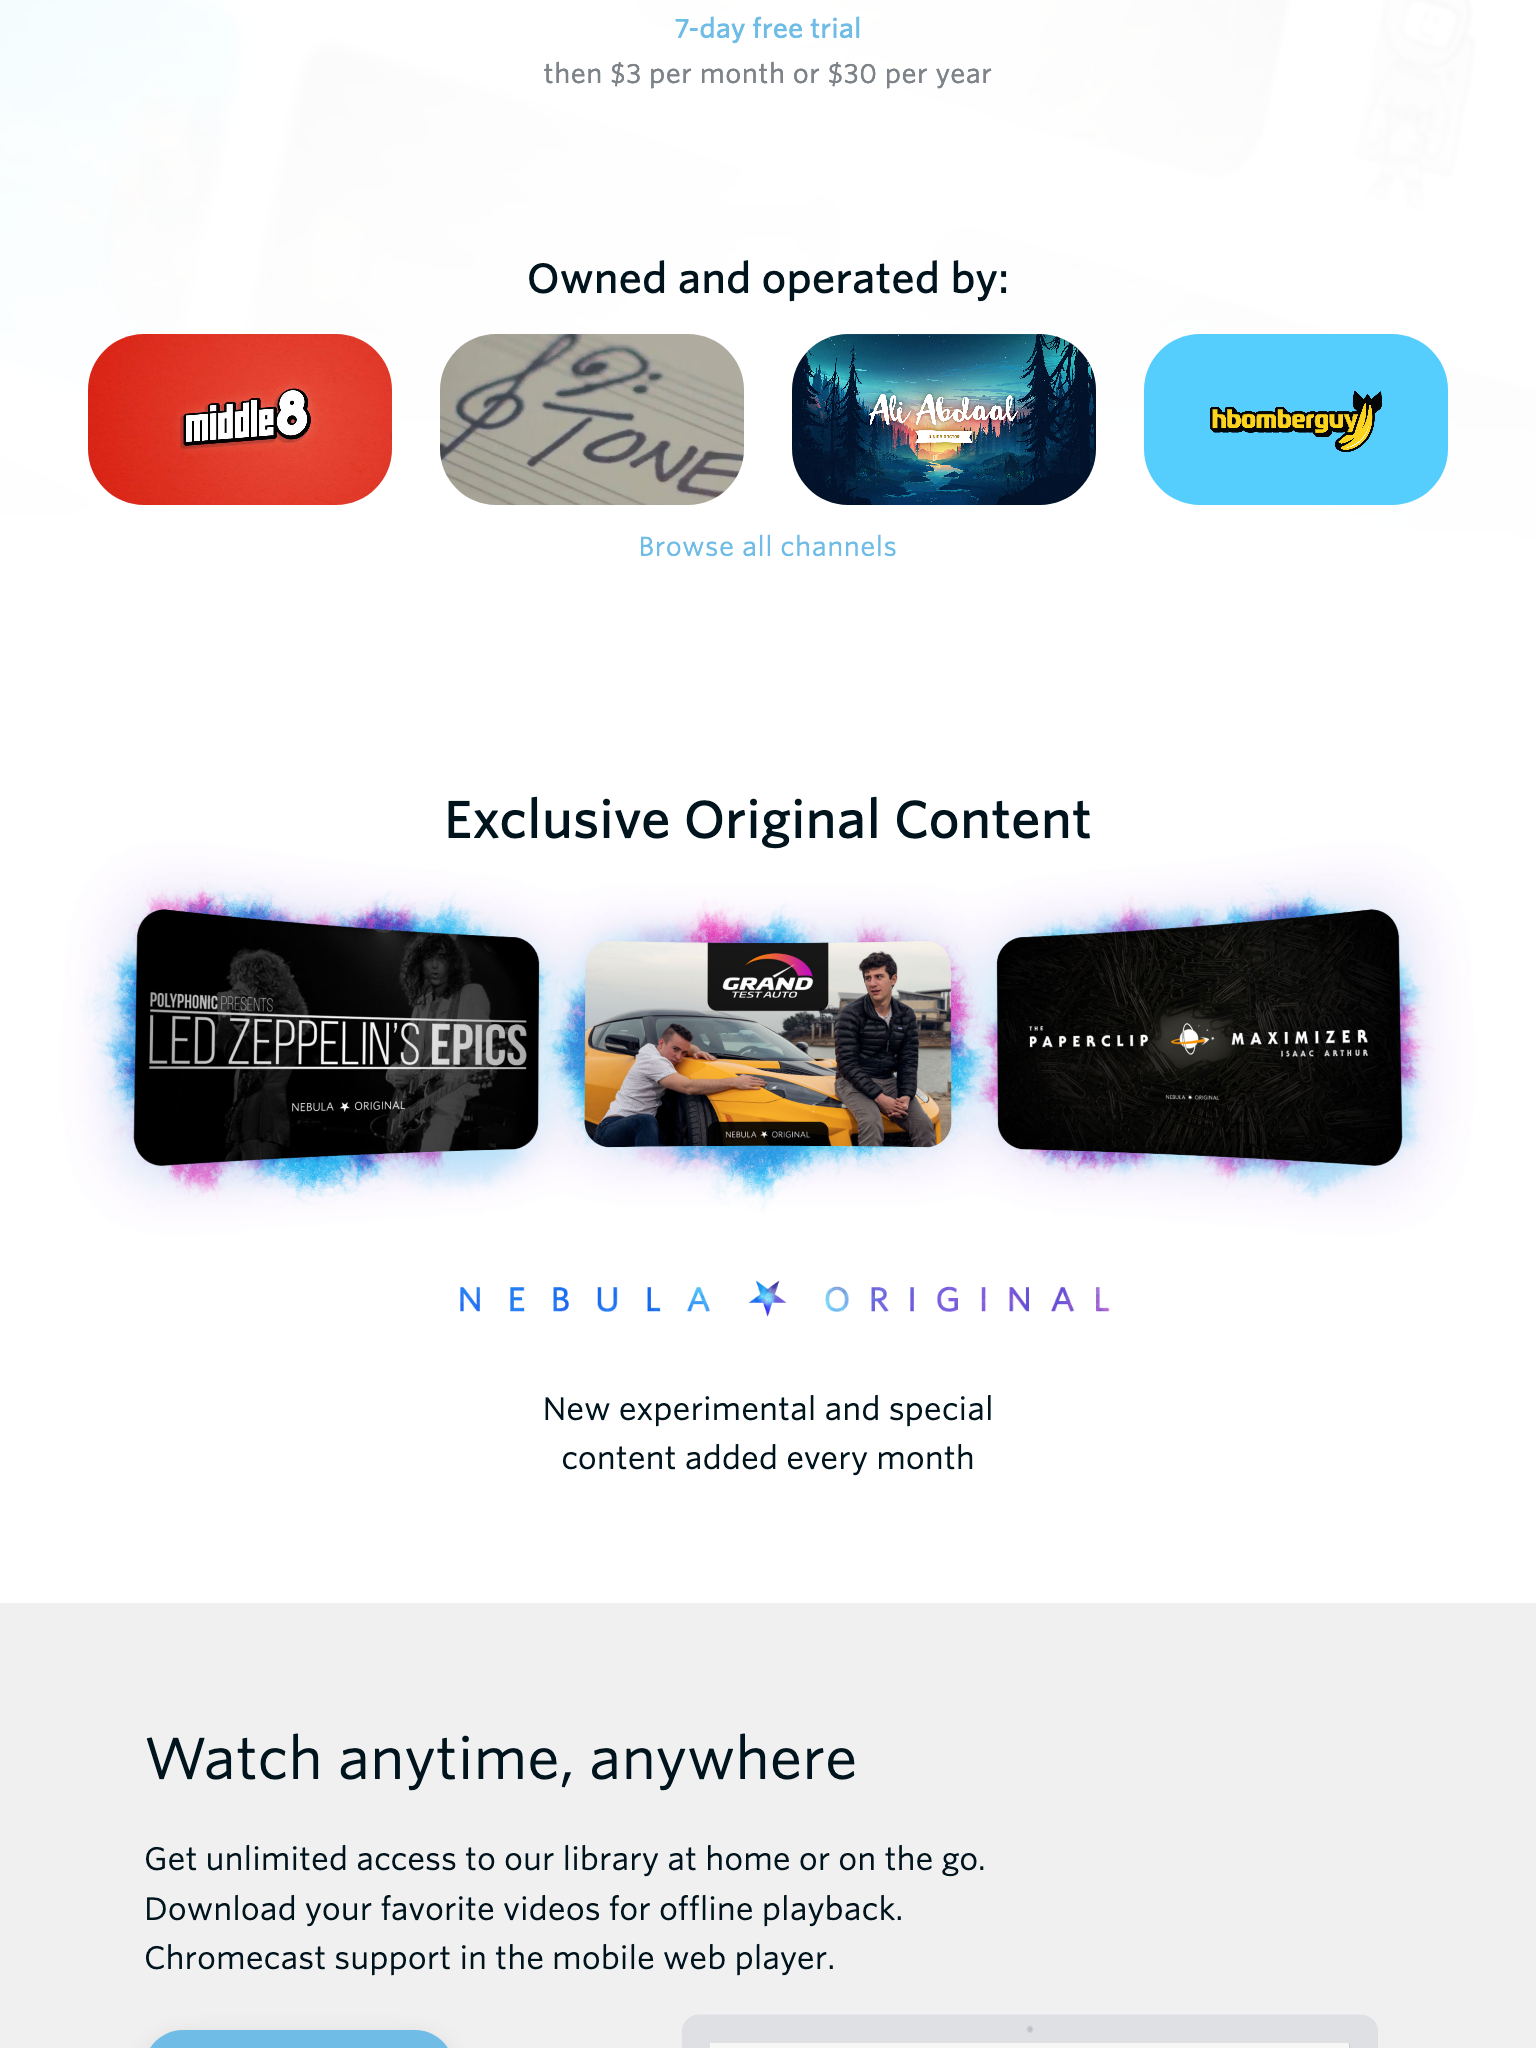 7-day free trial
then $3 per month or $30 per year
Owned and operated by:
middle8
TONE
Ali Abdaal
hbomberguy
Browse all channels
Exclusive Original Content
POLYPHONIC PRESENTS
LED ZEPPELIN'S EPICS
NEBULA ORIGINAL
GRAND
TEST AUTO
NEBULA ORIGINAL
THE
PAPERCLIP MAXIMIZER
ISAAC ARTHUR
NEBULA ORIGINAL
NEBULA ORIGINAL
New experimental and special
content added every month
Watch anytime, anywhere
Get unlimited access to our library at home or on the go.
Download your favorite videos for offline playback.
Chromecast support in the mobile web player.